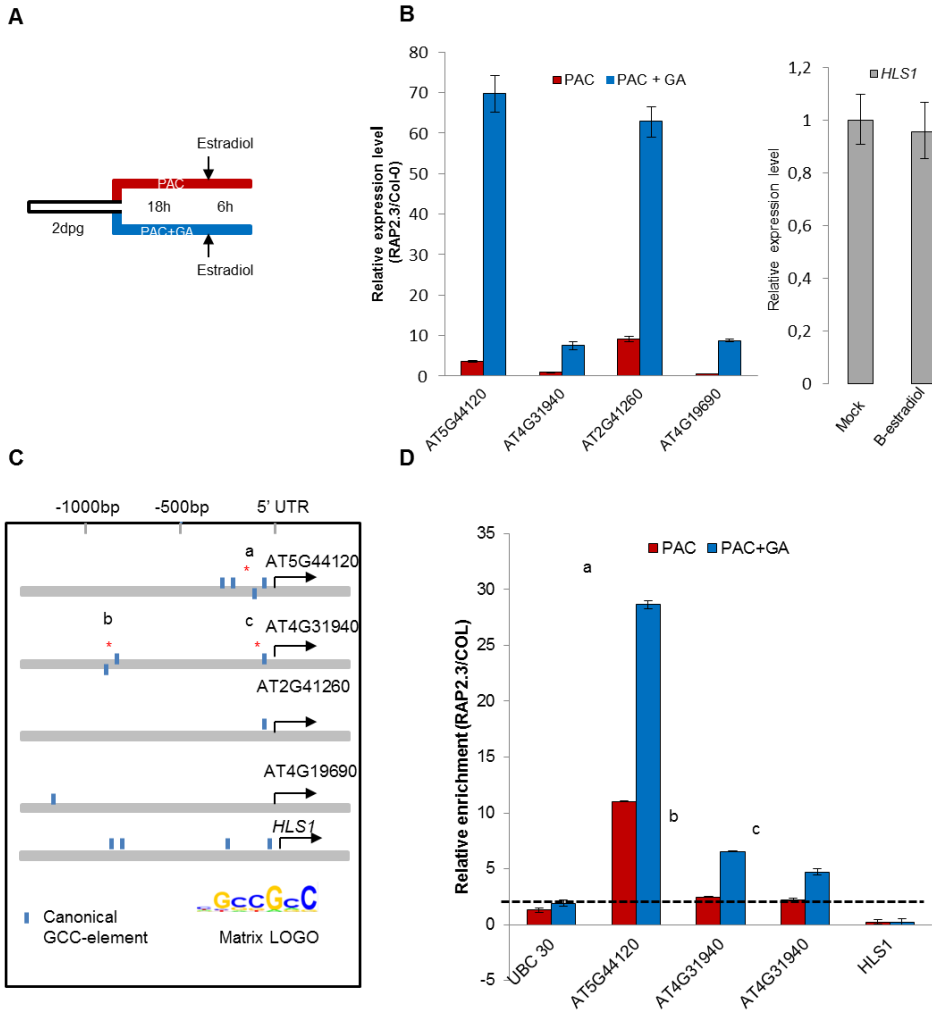 A
Estradiol
PAC
18h
6h
2dpg
PAC+GA
Estradiol
B
PAC
PAC + GA
Relative expression level
(RAP2.3/Col-0)
80
70
60
50
40
30
20
10
0
AT5G44120
AT4G31940
AT2G41260
AT4G19690
HLS1
Relative expression level
1,2
1
0,8
0,6
0,4
0,2
0
Mock
B-estradiol
C
-1000bp
-500bp
5' UTR
a
*
AT5G44120
b
c
*
*
AT4G31940
AT2G41260
AT4G19690
HLS1
Canonical
GCC-element
GCCGCC
Matrix LOGO
D
PAC
PAC+GA
Relative enrichment (RAP2.3/COL)
35
30
25
20
15
10
5
0
-5
a
b
c
UBC 30
AT5G44120
AT4G31940
AT4G31940
HLS1